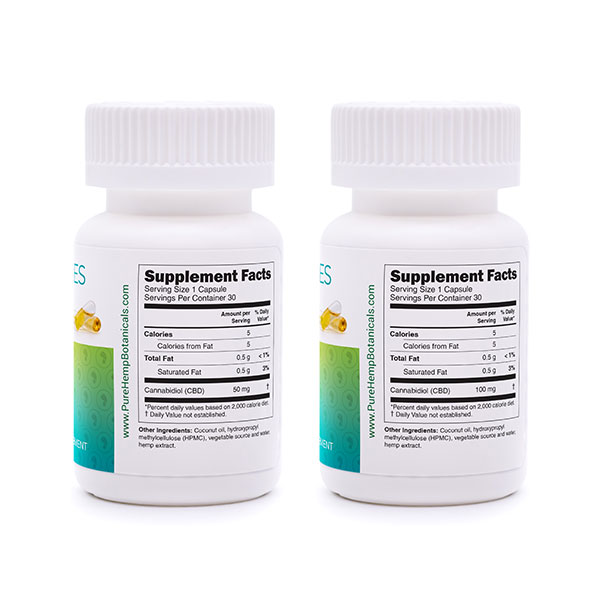 ES
MENT
www.PureHempBotanicals.com
Supplement Facts
Serving Size 1 Capsule
Servings Per Container 30
Amount per Serving % Daily Value*
Calories 5
Calories from Fat 5
Total Fat 0.5 g < 1%
Saturated Fat 0.5 g 3%
Cannabidiol (CBD) 50 mg †
*Percent daily values based on 2,000 calorie diet.
† Daily Value not established.
Other Ingredients: Coconut oil, hydroxypropyl
methylcellulose (HPMC), vegetable source and water,
hemp extract.
ES
EMENT
www.PureHempBotanicals.com
Supplement Facts
Serving Size 1 Capsule
Servings Per Container 30
Amount per Serving % Daily Value*
Calories 5
Calories from Fat 5
Total Fat 0.5 g < 1%
Saturated Fat 0.5 g 3%
Cannabidiol (CBD) 100 mg †
*Percent daily values based on 2,000 calorie diet.
† Daily Value not established.
Other Ingredients: Coconut oil, hydroxypropyl
methylcellulose (HPMC), vegetable source and water,
hemp extract.